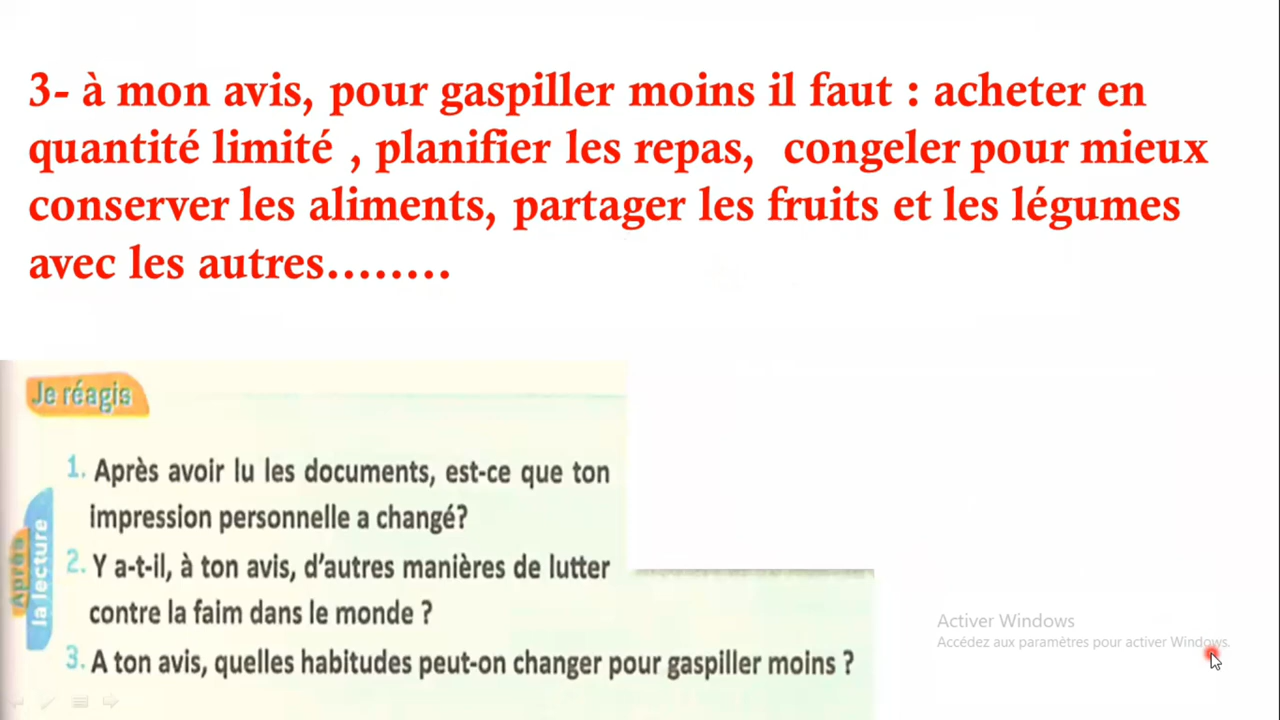 3- à mon avis, pour gaspiller moins il faut : acheter en
quantité limité , planifier les repas, congeler pour mieux
conserver les aliments, partager les fruits et les légumes
avec les autres........
Je réagis
1. Après avoir lu les documents, est-ce que ton
impression personnelle a changé?
2. Y a-t-il, à ton avis, d'autres manières de lutter
contre la faim dans le monde ?
3. A ton avis, quelles habitudes peut-on changer pour gaspiller moins ?
Après
la lecture
Activer Windows
Accédez aux paramètres pour activer Windows.